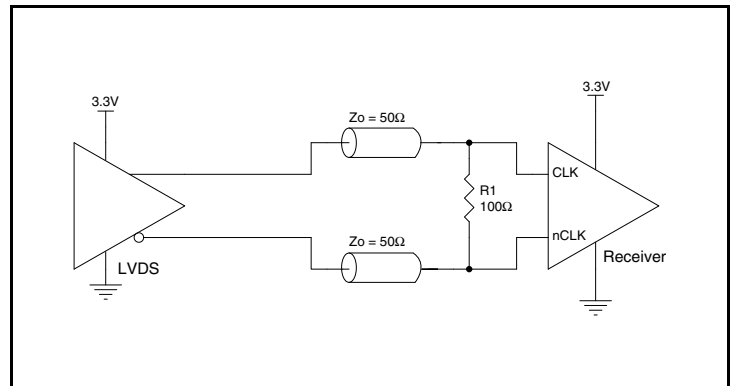 3.3V
3.3V
Zo = 50Ω
CLK
R1
100Ω
nCLK
Zo = 50Ω
LVDS
Receiver